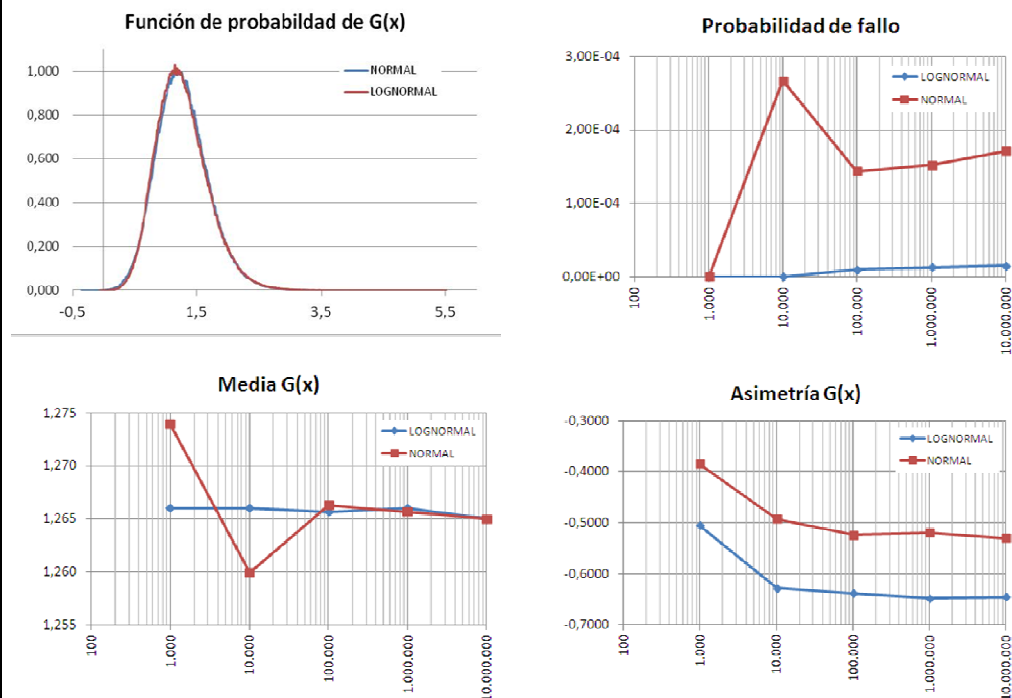 Función de probabildad de G(x)
1,000
0,800
0,600
0,400
0,200
0,000
-0,5
1,5
3,5
5,5
NORMAL
LOGNORMAL
Probabilidad de fallo
3,00E-04
2,00E-04
1,00E-04
0,00E+00
100
1.000
10.000
100.000
1.000.000
10.000.000
LOGNORMAL
NORMAL
Media G(x)
1,275
1,270
1,265
1,260
1,255
100
1.000
10.000
100.000
1.000.000
10.000.000
LOGNORMAL
NORMAL
Asimetría G(x)
-0,3000
-0,4000
-0,5000
-0,6000
-0,7000
100
1.000
10.000
100.000
1.000.000
10.000.000
LOGNORMAL
NORMAL